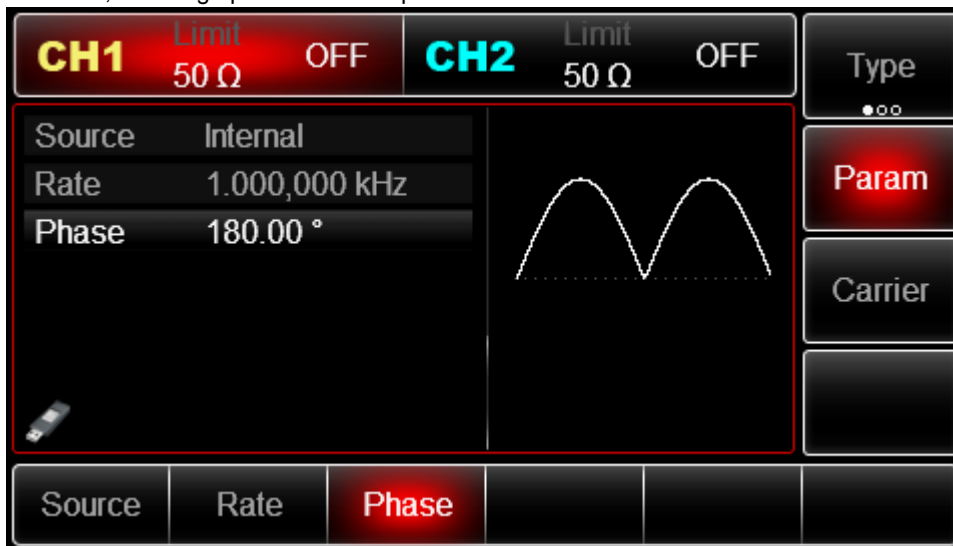 CH1 Limit 50 Ω OFF
CH2 Limit 50 Ω OFF
Type
Source Internal
Rate 1.000,000 kHz
Phase 180.00 °
Param
Carrier
Source Rate Phase